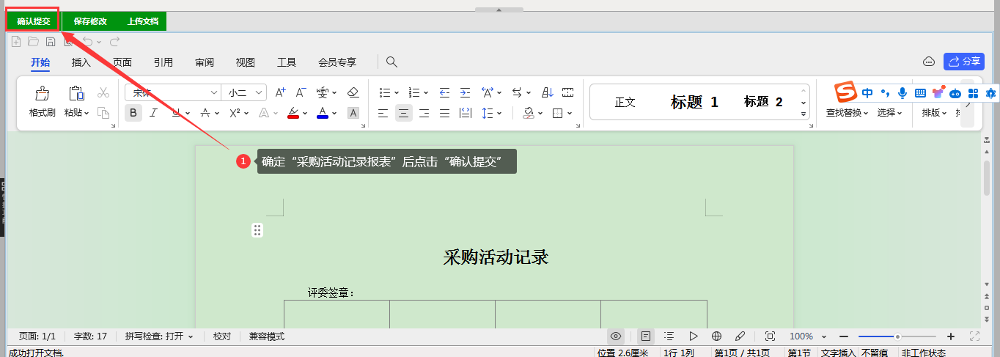 确认提交 保存修改 上传文档
开始 插入 页面 引用 审阅 视图 工具 会员专享 分享
宋体 小二
正文 标题 1 标题 2
中
格式刷 粘贴 B I U A X² A A A 查找替换 选择 排版
1 确定“采购活动记录报表”后点击“确认提交”
采购活动记录
评委签章：
页面: 1/1 字数: 17 拼写检查: 打开 校对 兼容模式 100%
成功打开文档. 位置 2.6厘米 1行 1列 第1页 / 共1页 第1节 文字插入 不留痕 非工作状态